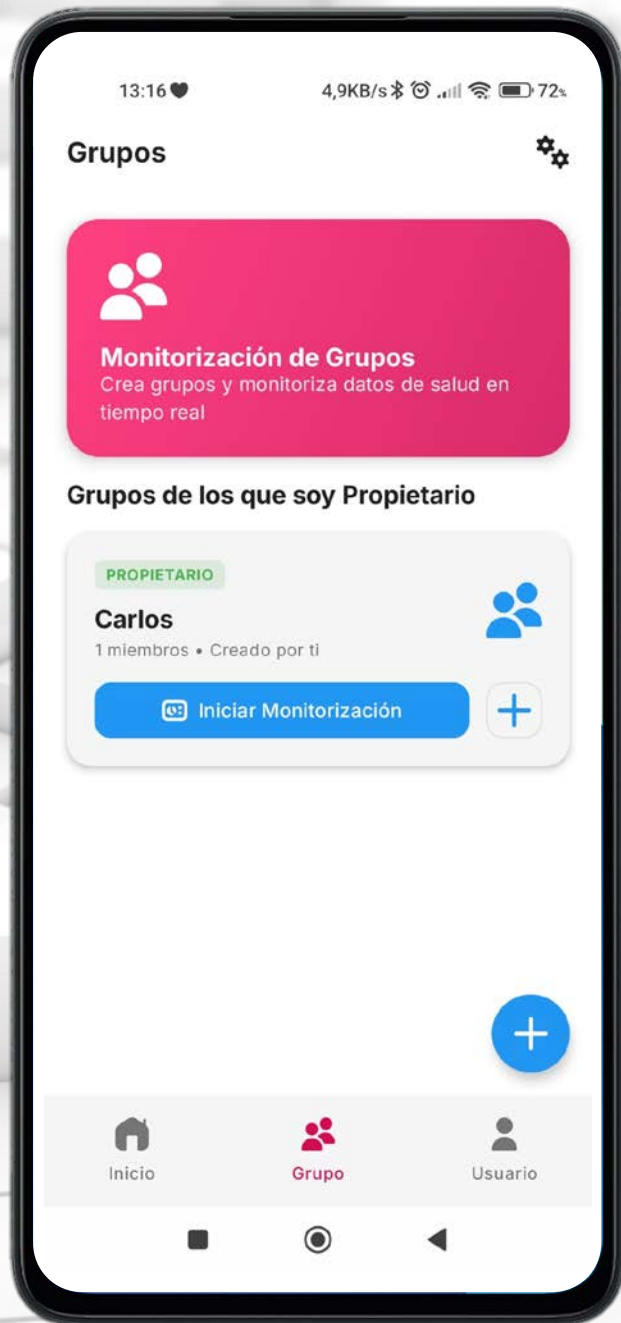 13:16 4,9KB/s 72%
Grupos
Monitorización de Grupos
Crea grupos y monitoriza datos de salud en
tiempo real
Grupos de los que soy Propietario
PROPIETARIO
Carlos
1 miembros • Creado por ti
Iniciar Monitorización
Inicio Grupo Usuario